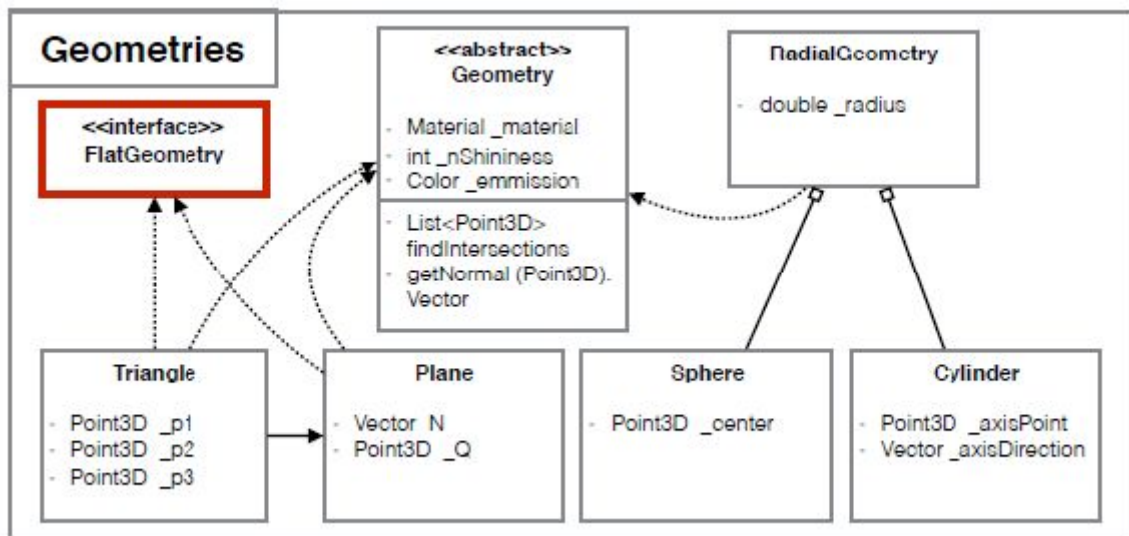 Geometries
<<interface>>
FlatGeometry
<<abstract>>
Geometry
- Material _material
- int _nShininess
- Color _emmission
- List<Point3D>
findIntersections
- getNormal (Point3D).
Vector
RadialGeometry
- double _radius
Triangle
- Point3D _p1
- Point3D _p2
- Point3D _p3
Plane
- Vector N
- Point3D _Q
Sphere
- Point3D _center
Cylinder
- Point3D _axisPoint
- Vector _axisDirection